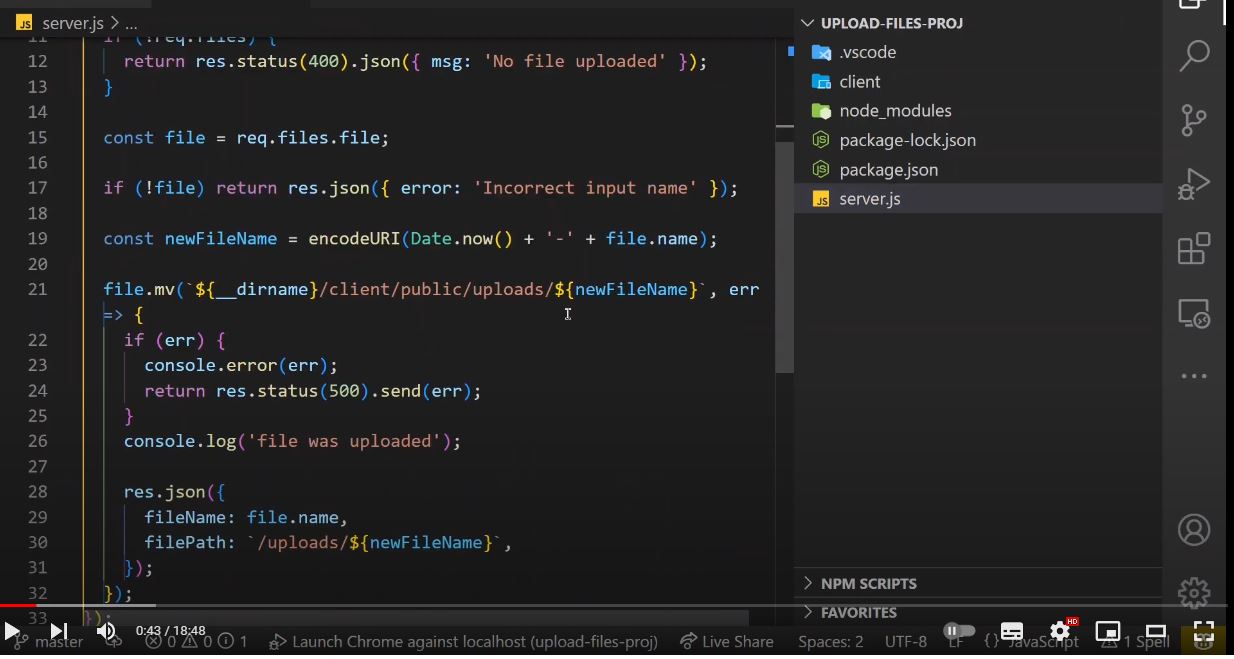 JS server.js > ...
11 if (!req.files) {
12 return res.status(400).json({ msg: 'No file uploaded' });
13 }
14
15 const file = req.files.file;
16
17 if (!file) return res.json({ error: 'Incorrect input name' });
18
19 const newFileName = encodeURI(Date.now() + '-' + file.name);
20
21 file.mv(`${__dirname}/client/public/uploads/${newFileName}`, err
=> {
22 if (err) {
23 console.error(err);
24 return res.status(500).send(err);
25 }
26 console.log('file was uploaded');
27
28 res.json({
29 fileName: file.name,
30 filePath: `/uploads/${newFileName}`,
31 });
32 });
33 });
UPLOAD-FILES-PROJ
.vscode
client
node_modules
JS package-lock.json
JS package.json
JS server.js
NPM SCRIPTS
FAVORITES
0:43 / 18:48
HD
master 0 0 1 Launch Chrome against localhost (upload-files-proj) Live Share Spaces: 2 UTF-8 LF {} JavaScript 1 Spell